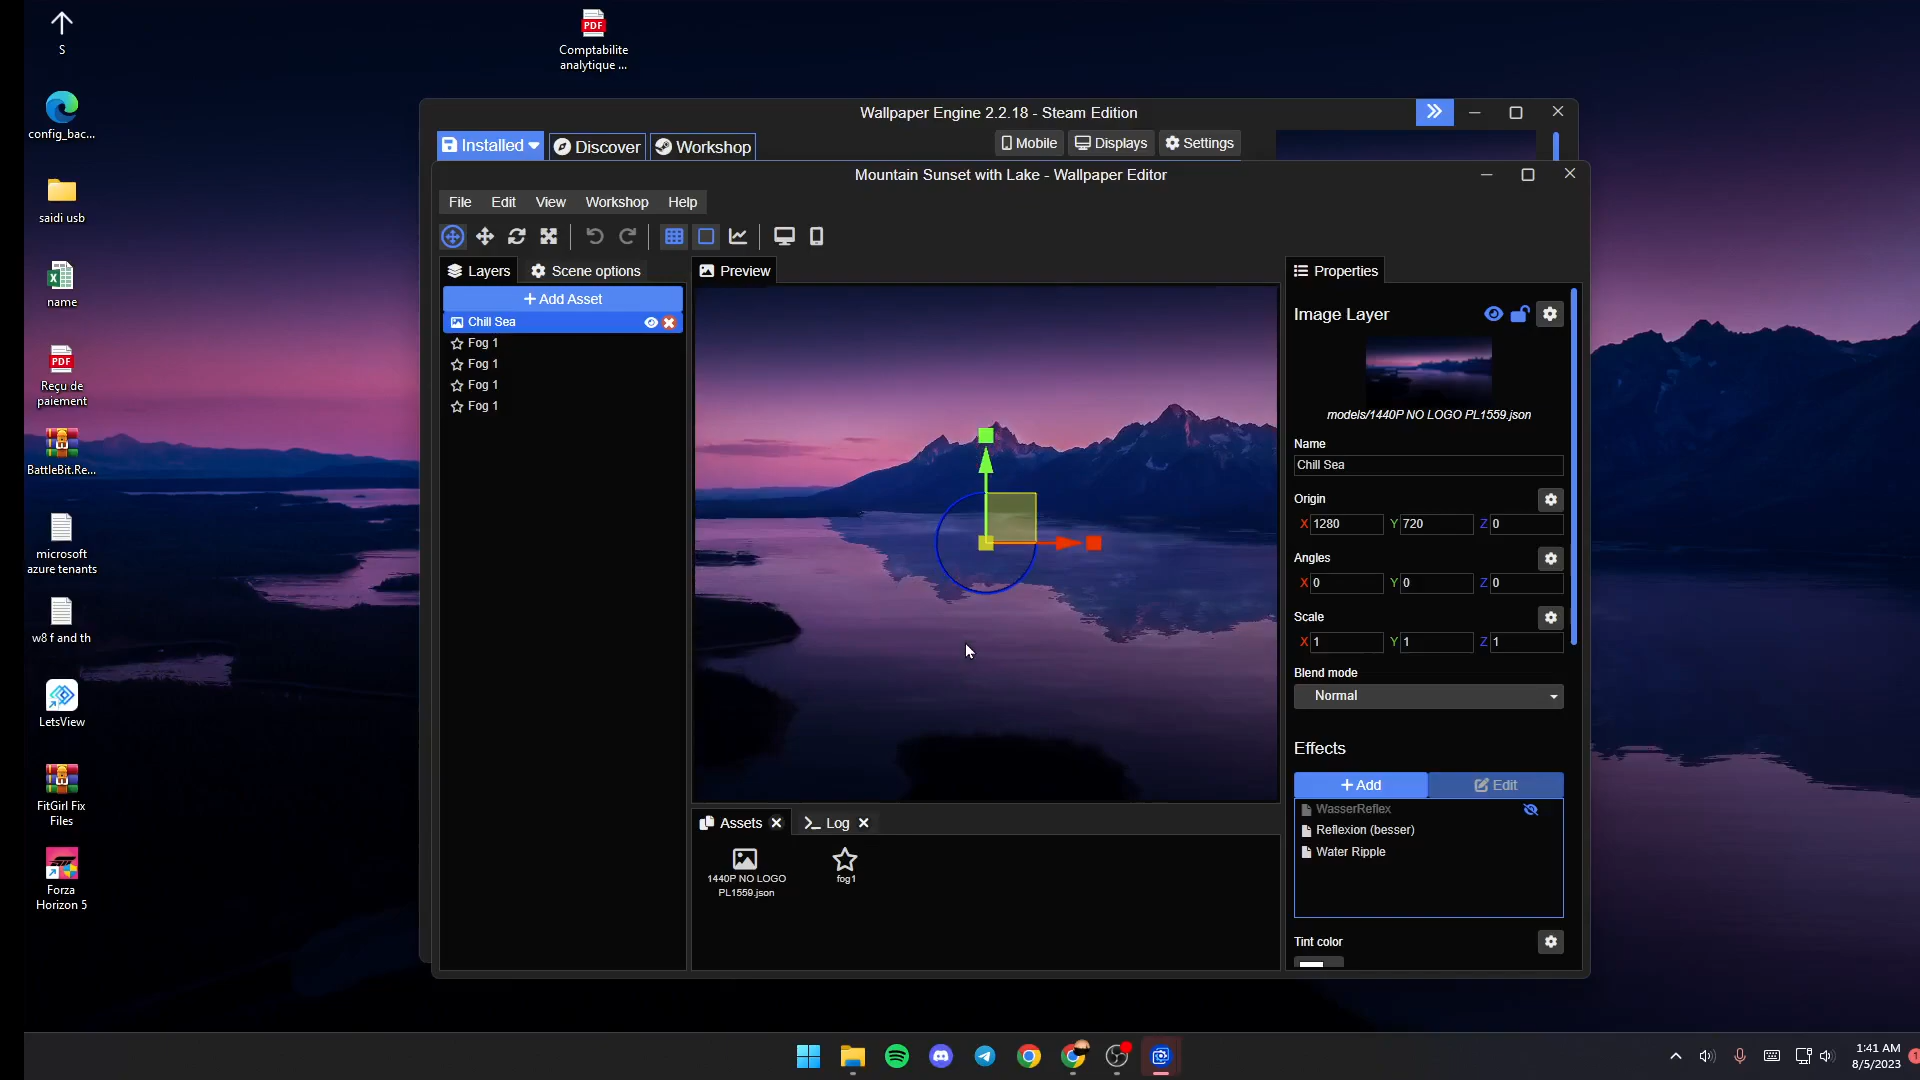 S
config_bac...
saidi usb
name
Reçu de
paiement
BattleBit.Re...
microsoft
azure tenants
w8 f and th
LetsView
FitGirl Fix
Files
Forza
Horizon 5
PDF
Comptabilite
analytique ...
PDF
Wallpaper Engine 2.2.18 - Steam Edition
Installed
Discover
Workshop
Mobile
Displays
Settings
Mountain Sunset with Lake - Wallpaper Editor
File Edit View Workshop Help
Layers
Scene options
Preview
Properties
Add Asset
Chill Sea
Fog 1
Fog 1
Fog 1
Fog 1
Image Layer
models/1440P NO LOGO PL1559.json
Name
Chill Sea
Origin
X 1280 Y 720 Z 0
Angles
X 0 Y 0 Z 0
Scale
X 1 Y 1 Z 1
Blend mode
Normal
Effects
+ Add
Edit
WasserReflex
Reflexion (besser)
Water Ripple
Tint color
Assets
Log
1440P NO LOGO
PL1559.json
fog1
1:41 AM
8/5/2023